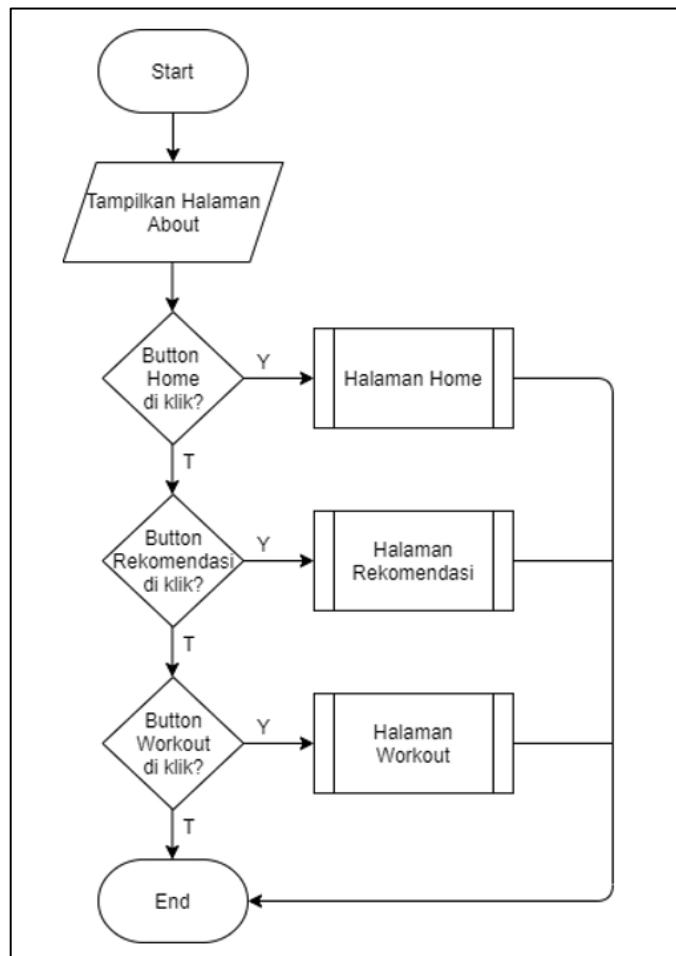 Start
Tampilkan Halaman
About
Button
Home
di klik?
Y
Halaman Home
T
Button
Rekomendasi
di klik?
Y
Halaman
Rekomendasi
T
Button
Workout
di klik?
Y
Halaman
Workout
T
End